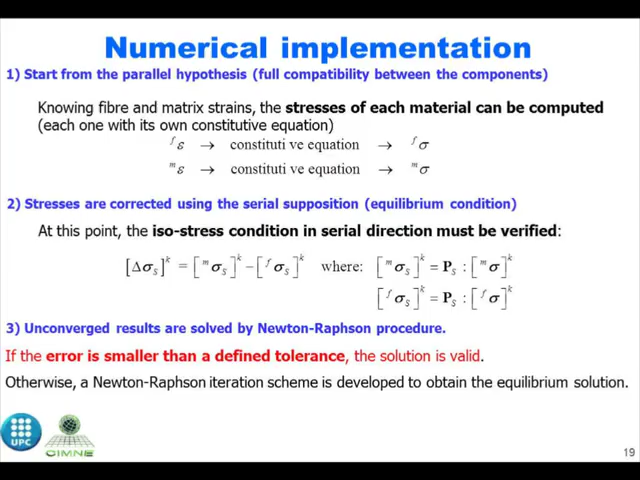 Numerical implementation
1) Start from the parallel hypothesis (full compatibility between the components)
Knowing fibre and matrix strains, the stresses of each material can be computed
(each one with its own constitutive equation)
ᶠε → constituti ve equation → ᶠσ
ᵐε → constituti ve equation → ᵐσ
2) Stresses are corrected using the serial supposition (equilibrium condition)
At this point, the iso-stress condition in serial direction must be verified:
[Δσ_S]^k = [ᵐσ_S]^k − [ᶠσ_S]^k where: [ᵐσ_S]^k = P_S : [ᵐσ]^k
[ᶠσ_S]^k = P_S : [ᶠσ]^k
3) Unconverged results are solved by Newton-Raphson procedure.
If the error is smaller than a defined tolerance, the solution is valid.
Otherwise, a Newton-Raphson iteration scheme is developed to obtain the equilibrium solution.
UPC
CIMNE
19